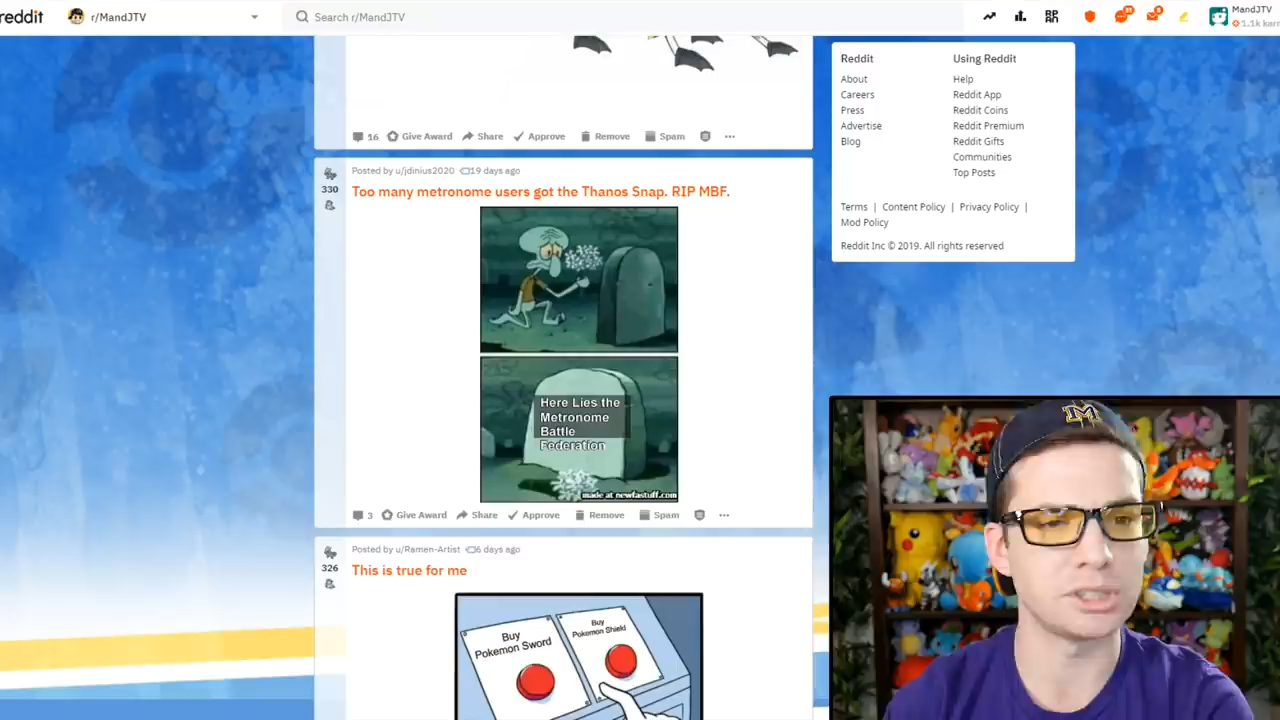 reddit
r/MandJTV
Search r/MandJTV
MandJTV
16
Give Award
Share
Approve
Remove
Spam
Posted by u/jdinius2020
19 days ago
330
Too many metronome users got the Thanos Snap. RIP MBF.
Here Lies the
Metronome
Battle
Federation
made at newfastuff.com
3
Give Award
Share
Approve
Remove
Spam
Posted by u/Ramen-Artist
6 days ago
326
This is true for me
Buy
Pokemon Sword
Buy
Pokemon Shield
Reddit
Using Reddit
About
Help
Careers
Reddit App
Press
Reddit Coins
Advertise
Reddit Premium
Blog
Reddit Gifts
Communities
Top Posts
Terms | Content Policy | Privacy Policy |
Mod Policy
Reddit Inc © 2019. All rights reserved
M